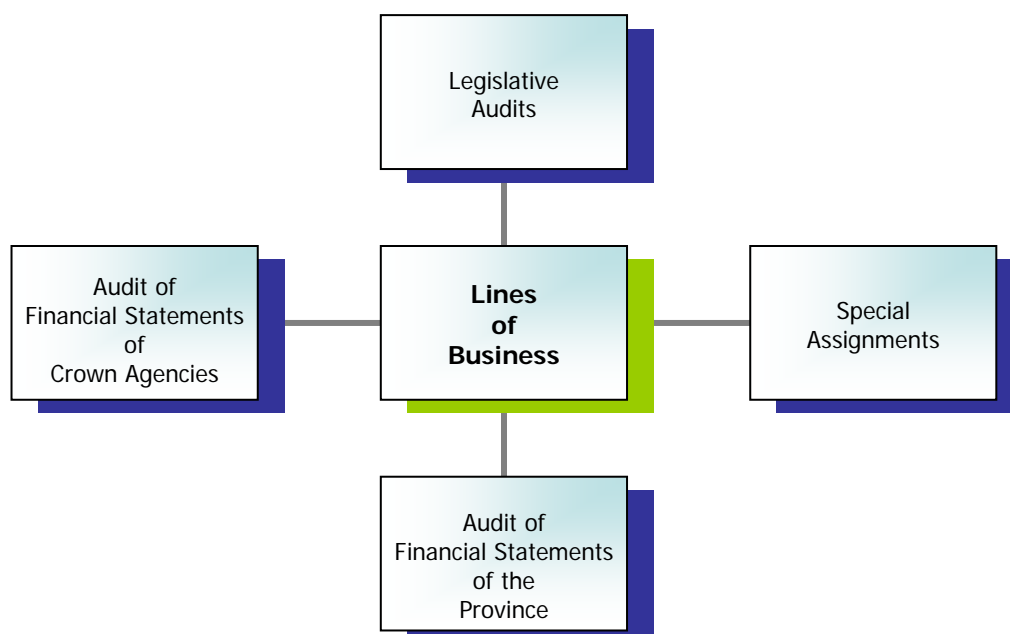 Legislative
Audits
Audit of
Financial Statements
of
Crown Agencies
Lines
of
Business
Special
Assignments
Audit of
Financial Statements
of the
Province